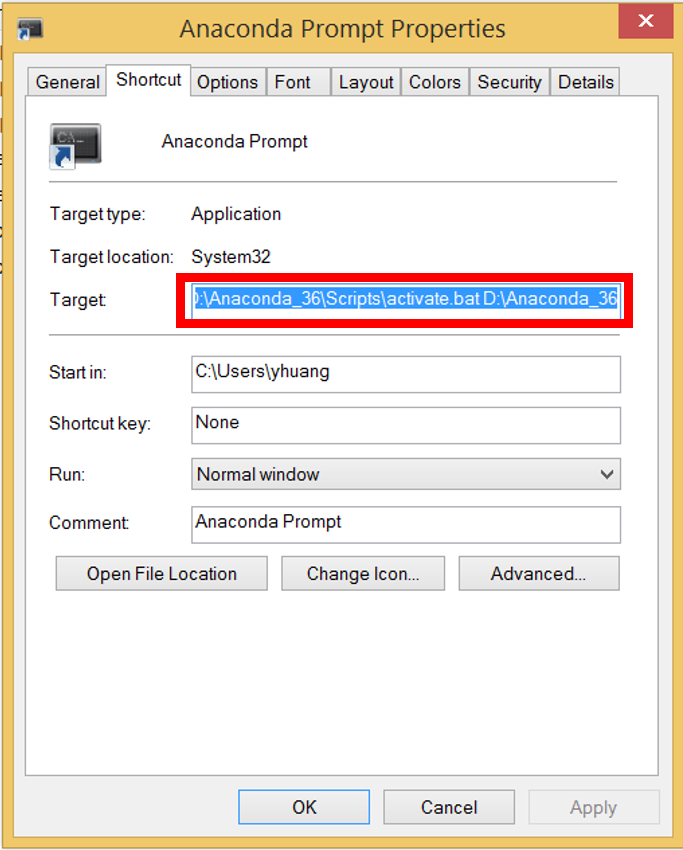 Anaconda Prompt Properties
General Shortcut Options Font Layout Colors Security Details
Anaconda Prompt
Target type: Application
Target location: System32
Target: :\Anaconda_36\Scripts\activate.bat D:\Anaconda_36
Start in: C:\Users\yhuang
Shortcut key: None
Run: Normal window
Comment: Anaconda Prompt
Open File Location Change Icon... Advanced...
OK Cancel Apply